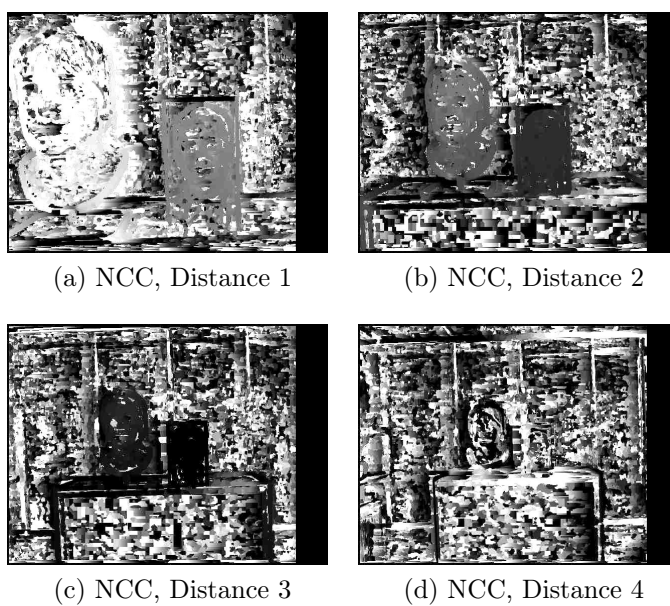 (a) NCC, Distance 1
(b) NCC, Distance 2
(c) NCC, Distance 3
(d) NCC, Distance 4